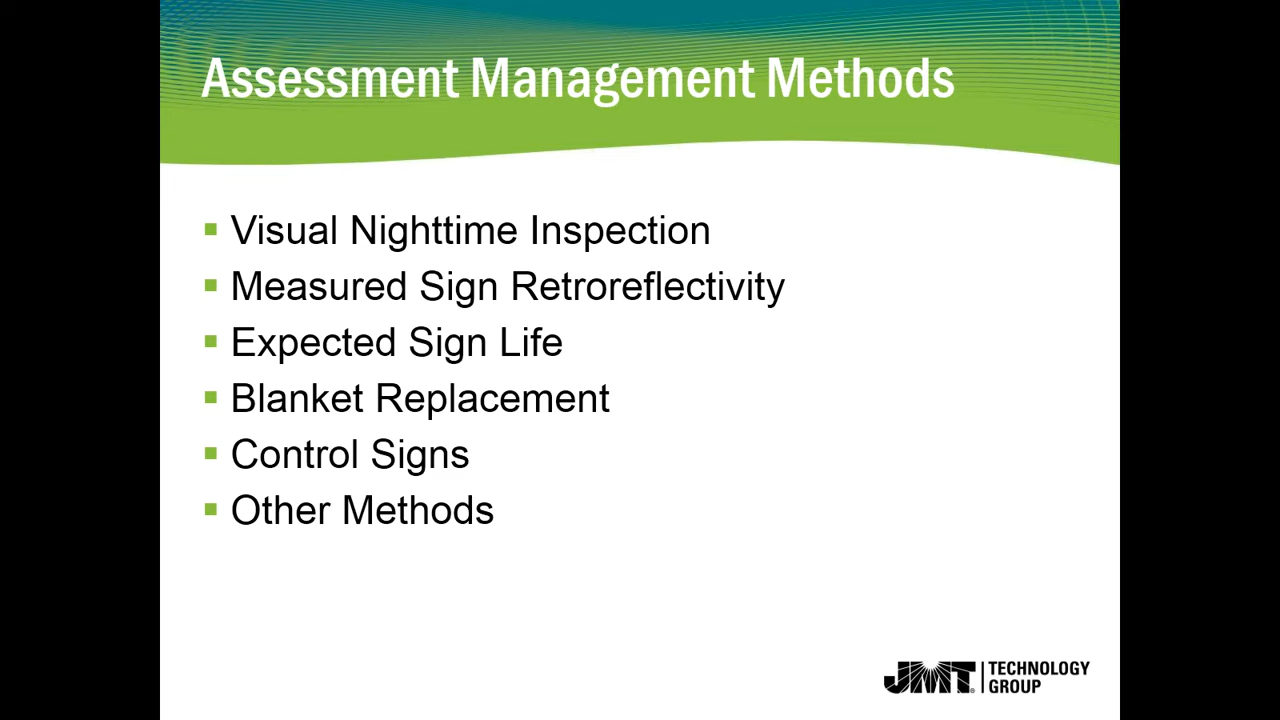 Assessment Management Methods
Visual Nighttime Inspection
Measured Sign Retroreflectivity
Expected Sign Life
Blanket Replacement
Control Signs
Other Methods
JMT TECHNOLOGY
GROUP